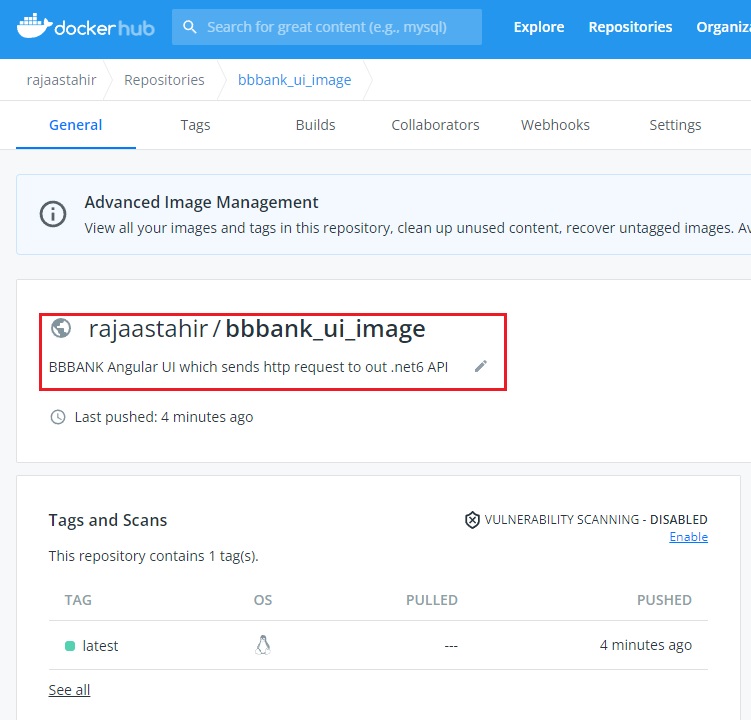 dockerhub Search for great content (e.g., mysql) Explore Repositories Organiza
rajaastahir Repositories bbbank_ui_image
General Tags Builds Collaborators Webhooks Settings
Advanced Image Management
View all your images and tags in this repository, clean up unused content, recover untagged images. Av
rajaastahir / bbbank_ui_image
BBBANK Angular UI which sends http request to out .net6 API
Last pushed: 4 minutes ago
Tags and Scans VULNERABILITY SCANNING - DISABLED
Enable
This repository contains 1 tag(s).
TAG OS PULLED PUSHED
latest --- 4 minutes ago
See all